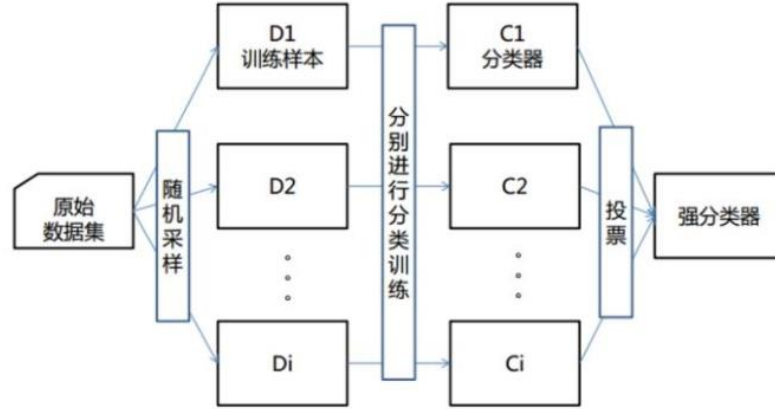 D1
训练样本
C1
分类器
原始
数据集
随机采样
D2
分别进行分类训练
C2
投票
强分类器
Di
Ci